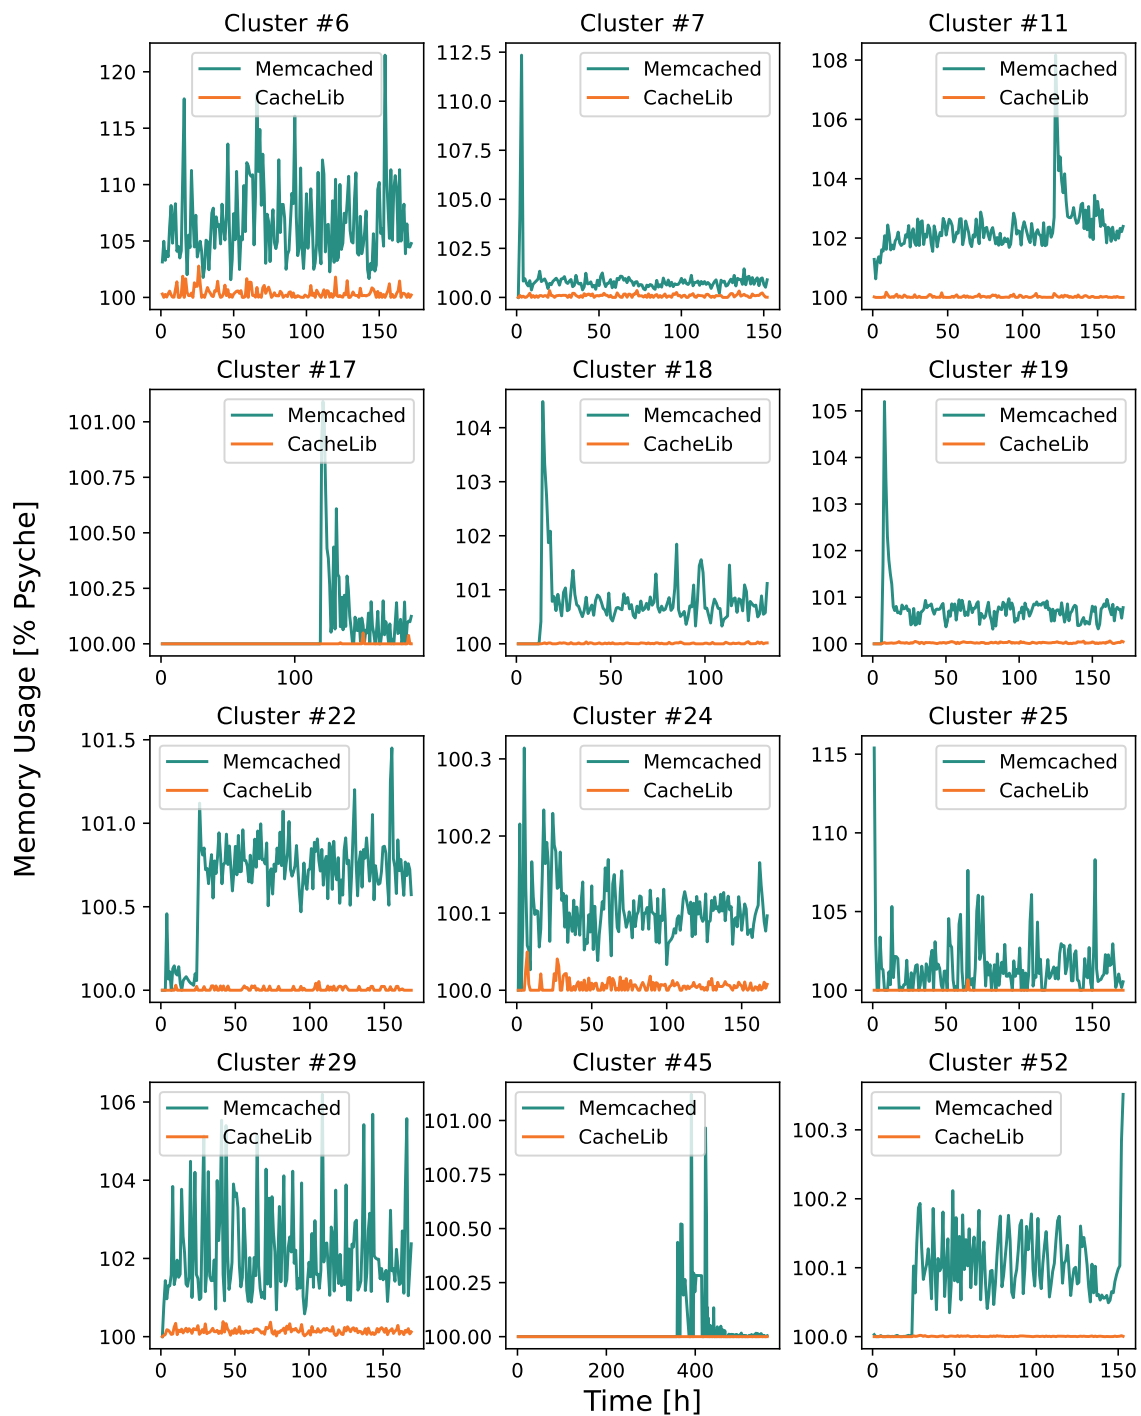 Cluster #6
Cluster #7
Cluster #11
120
115
110
105
100
0 50 100 150
Memcached
CacheLib
112.5
110.0
107.5
105.0
102.5
100.0
0 50 100 150
Memcached
CacheLib
108
106
104
102
100
0 50 100 150
Memcached
CacheLib
Cluster #17
Cluster #18
Cluster #19
101.00
100.75
100.50
100.25
100.00
0 100
Memcached
CacheLib
104
103
102
101
100
0 50 100
Memcached
CacheLib
105
104
103
102
101
100
0 50 100 150
Memcached
CacheLib
Memory Usage [% Psyche]
Cluster #22
Cluster #24
Cluster #25
101.5
101.0
100.5
100.0
0 50 100 150
Memcached
CacheLib
100.3
100.2
100.1
100.0
0 50 100 150
Memcached
CacheLib
115
110
105
100
0 50 100 150
Memcached
CacheLib
Cluster #29
Cluster #45
Cluster #52
106
104
102
100
0 50 100 150
Memcached
CacheLib
101.00
100.75
100.50
100.25
100.00
0 200 400
Memcached
CacheLib
100.3
100.2
100.1
100.0
0 50 100 150
Memcached
CacheLib
Time [h]